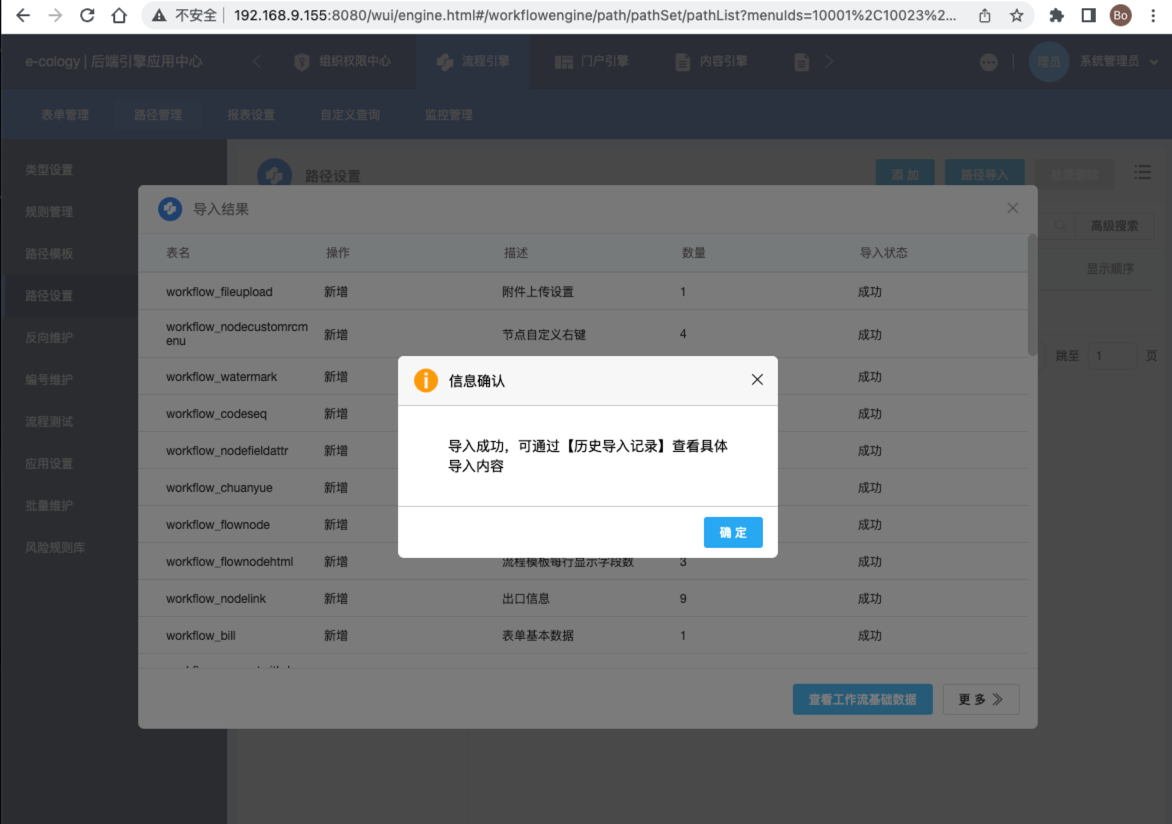 不安全 192.168.9.155:8080/wui/engine.html#/workflowengine/path/pathSet/pathList?menuIds=10001%2C10023%2... Bo
e-cology | 后端引擎应用中心 组织权限中心 流程引擎 门户引擎 内容引擎 理员 系统管理员
表单管理 路径管理 报表设置 自定义查询 监控管理
类型设置
规则管理
路径模板
路径设置
反向维护
编号维护
流程测试
应用设置
批量维护
风险规则库
路径设置 添 加 路径导入 批量删除
高级搜索
显示顺序
跳至 1 页
导入结果
表名 操作 描述 数量 导入状态
workflow_fileupload 新增 附件上传设置 1 成功
workflow_nodecustomrcm
enu 新增 节点自定义右键 4 成功
workflow_watermark 新增 成功
workflow_codeseq 新增 成功
workflow_nodefieldattr 新增 成功
workflow_chuanyue 新增 成功
workflow_flownode 新增 成功
workflow_flownodehtml 新增 流程模板每行显示字段数 3 成功
workflow_nodelink 新增 出口信息 9 成功
workflow_bill 新增 表单基本数据 1 成功
查看工作流基础数据 更 多
信息确认
导入成功，可通过【历史导入记录】查看具体
导入内容
确 定